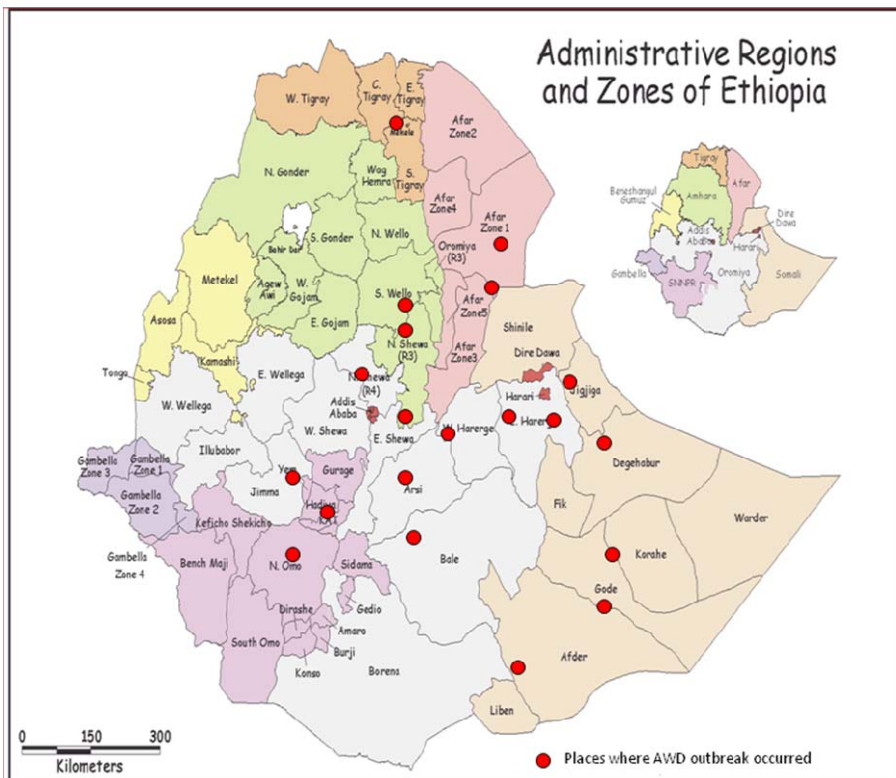 Administrative Regions
and Zones of Ethiopia
W. Tigray
C.
Tigray
E.
Tigray
Mekele
S.
Tigray
Afar
Zone2
N. Gonder
Wag
Hemra
Afar
Zone4
Afar
Zone 1
N. Wello
S. Gonder
Oromiya
(R3)
Bahir Dar
Metekel
Agew
Awi
W.
Gojam
S. Wello
Afar
Zone5
E. Gojam
Asosa
Kamashi
N. Shewa
(R3)
Afar
Zone3
Shinile
Dire Dawa
Tongo
E. Wellega
N. Shewa
(R4)
Jigjiga
W. Wellega
Addis
Ababa
Harari
W. Shewa
E. Shewa
W. Harerge
E. Harerge
Illubabor
Degehabur
Gambella
Zone 3
Gambella
Zone 1
Gurage
Yem
Jimma
Arsi
Gambella
Zone 2
Hadiya
KAT
Fik
Warder
Keficho Shekicho
Gambella
Zone 4
Bench Maji
N. Omo
Sidama
Bale
Korahe
Gode
Gedio
Dirashe
Amaro
South Omo
Burji
Konso
Borena
Afder
Liben
Tigray
Afar
Beneshangul
Gumuz
Amhara
Dire
Dawa
Addis
Ababa
Harari
Gambella
Oromiya
Somali
SNNPR
0 150 300
Kilometers
Places where AWD outbreak occurred